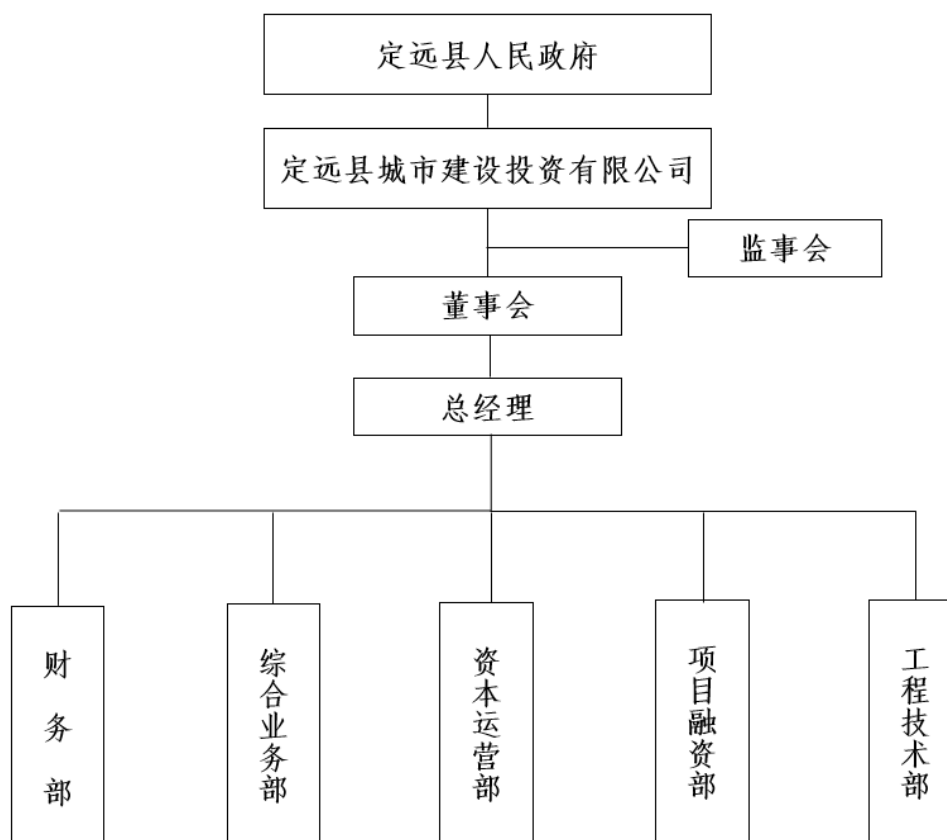 定远县人民政府
定远县城市建设投资有限公司
监事会
董事会
总经理
财务部
综合业务部
资本运营部
项目融资部
工程技术部